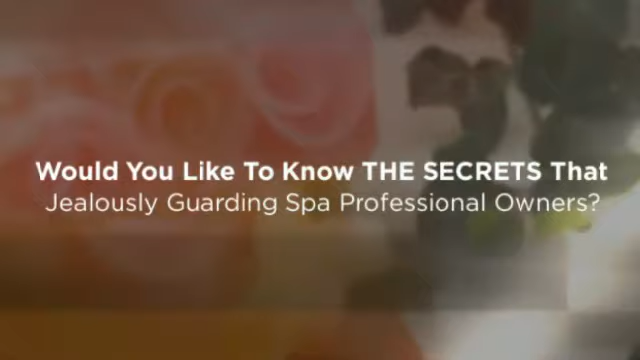 Would You Like To Know THE SECRETS That
Jealously Guarding Spa Professional Owners?